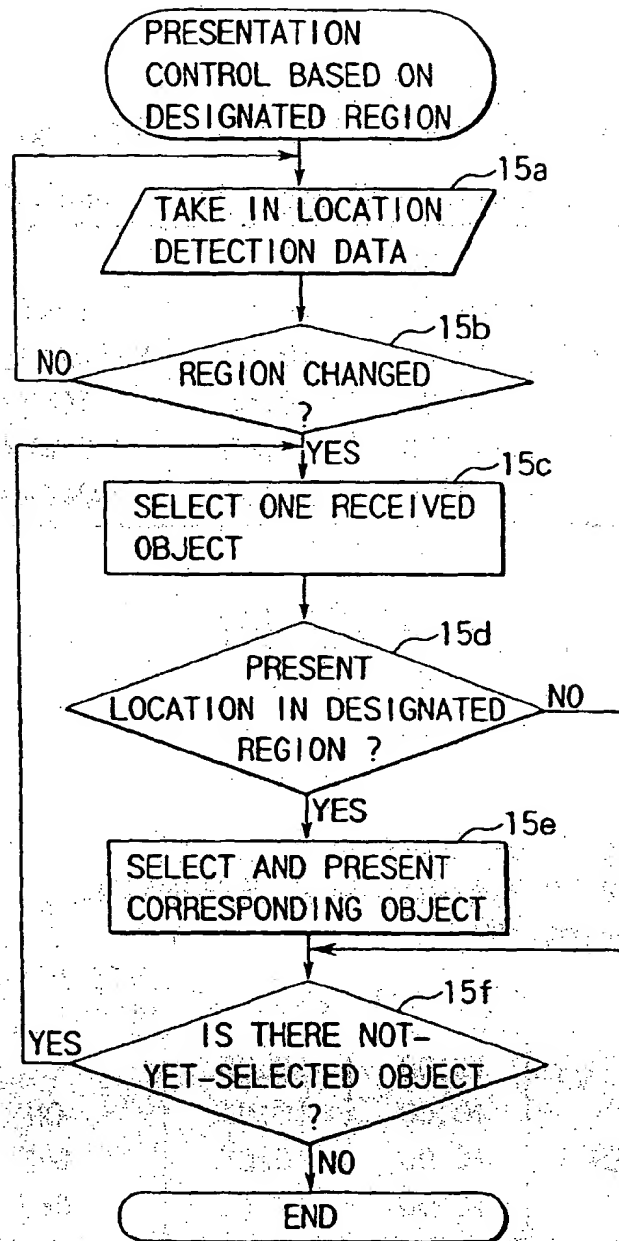 PRESENTATION
CONTROL BASED ON
DESIGNATED REGION
15a
TAKE IN LOCATION
DETECTION DATA
15b
NO
REGION CHANGED
?
YES
15c
SELECT ONE RECEIVED
OBJECT
15d
PRESENT
LOCATION IN DESIGNATED
REGION ?
NO
YES
15e
SELECT AND PRESENT
CORRESPONDING OBJECT
15f
YES
IS THERE NOT-
YET-SELECTED OBJECT
?
NO
END